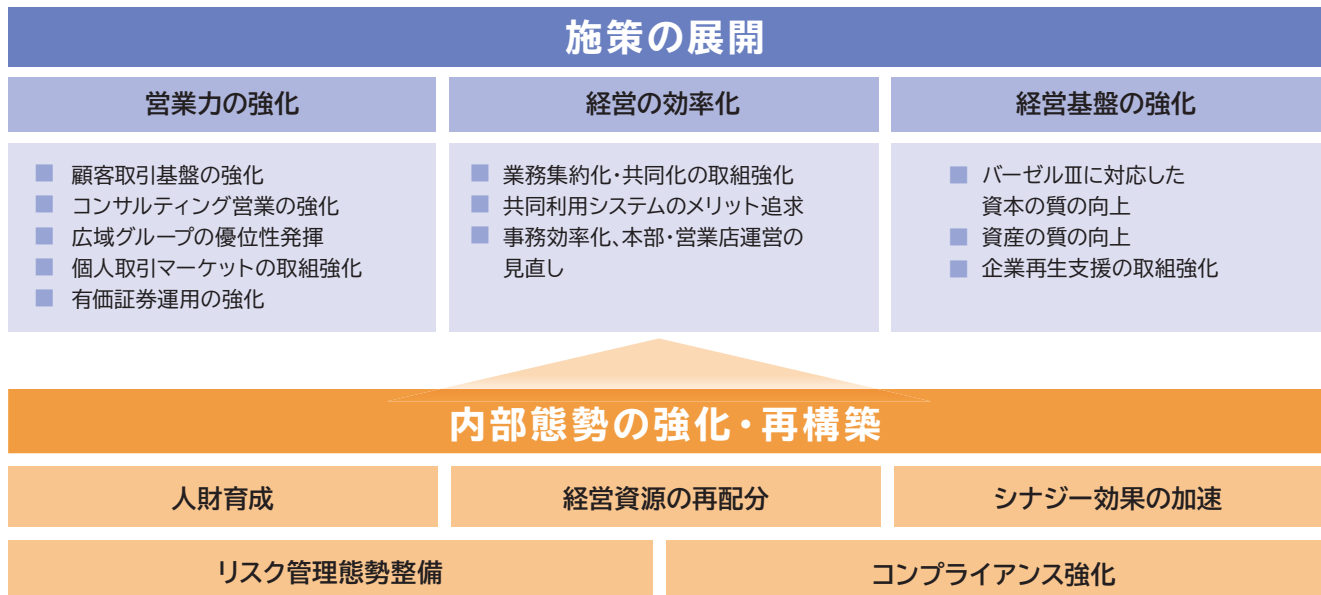 施策の展開
営業力の強化
顧客取引基盤の強化
コンサルティング営業の強化
広域グループの優位性発揮
個人取引マーケットの取組強化
有価証券運用の強化
経営の効率化
業務集約化・共同化の取組強化
共同利用システムのメリット追求
事務効率化、本部・営業店運営の
見直し
経営基盤の強化
バーゼルⅢに対応した
資本の質の向上
資産の質の向上
企業再生支援の取組強化
内部態勢の強化・再構築
人財育成
経営資源の再配分
シナジー効果の加速
リスク管理態勢整備
コンプライアンス強化